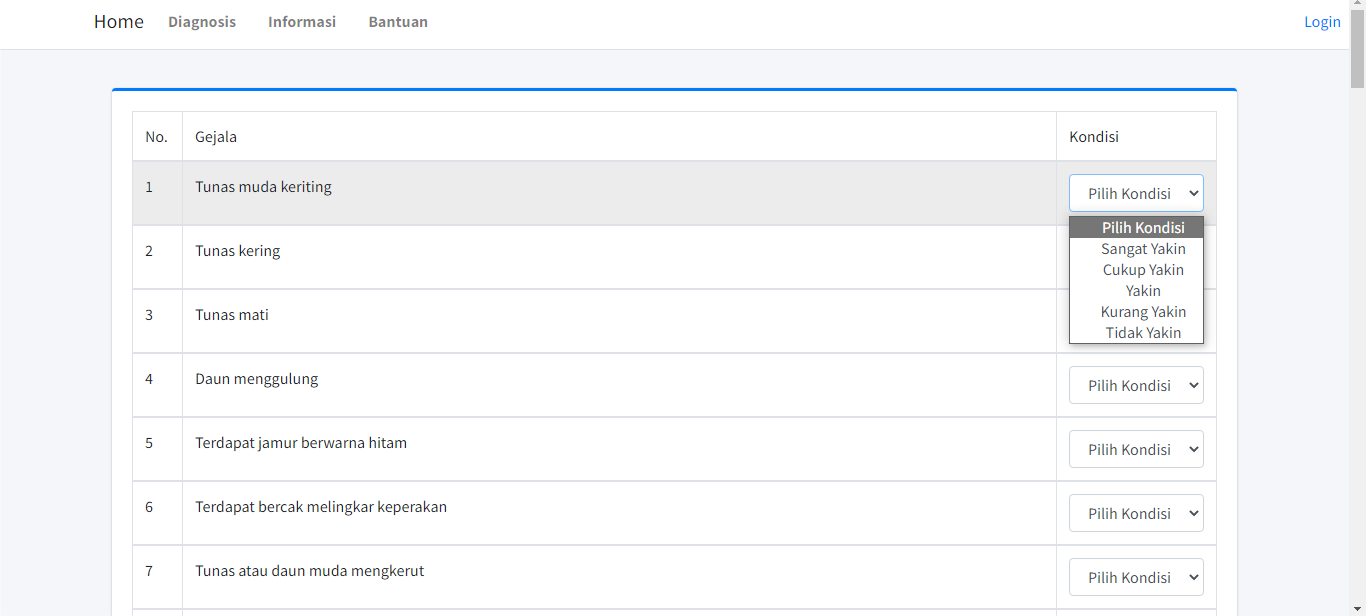 Home Diagnosis Informasi Bantuan Login
No. Gejala Kondisi
1 Tunas muda keriting Pilih Kondisi
Pilih Kondisi
Sangat Yakin
Cukup Yakin
Yakin
Kurang Yakin
Tidak Yakin
2 Tunas kering
3 Tunas mati
4 Daun menggulung Pilih Kondisi
5 Terdapat jamur berwarna hitam Pilih Kondisi
6 Terdapat bercak melingkar keperakan Pilih Kondisi
7 Tunas atau daun muda mengkerut Pilih Kondisi